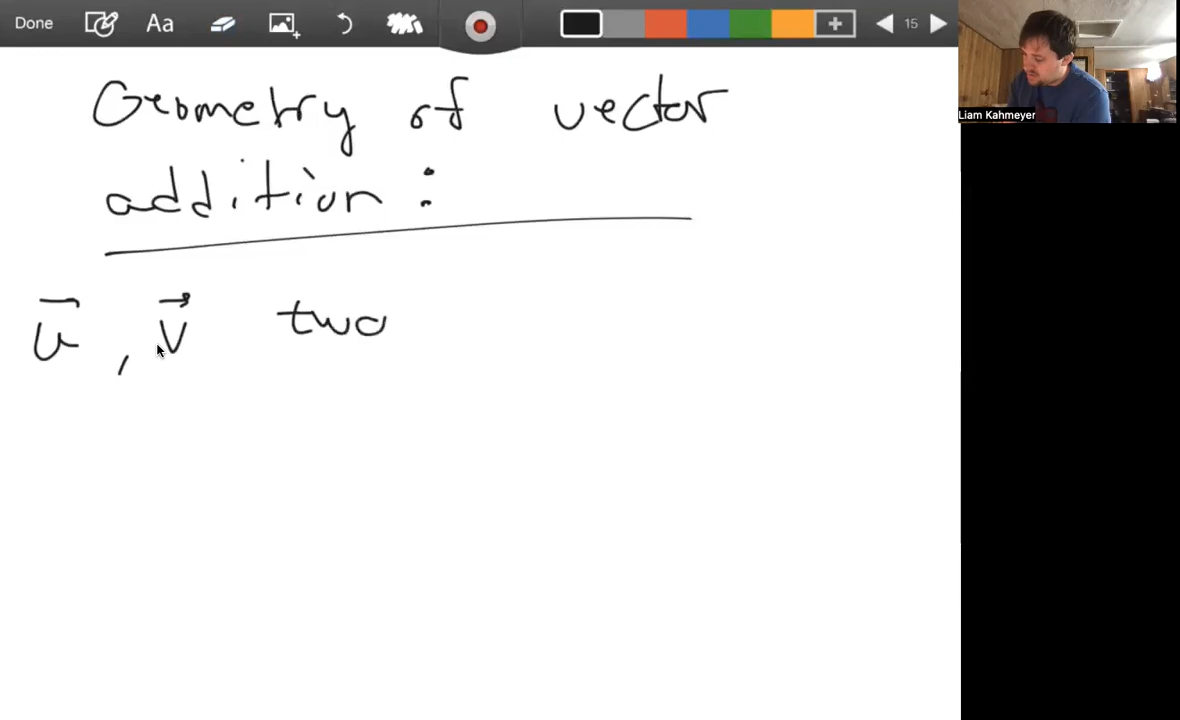 Done Aa + 15
Liam Kahmeyer
Geometry of vector
addition :
u⃗ , v⃗ two